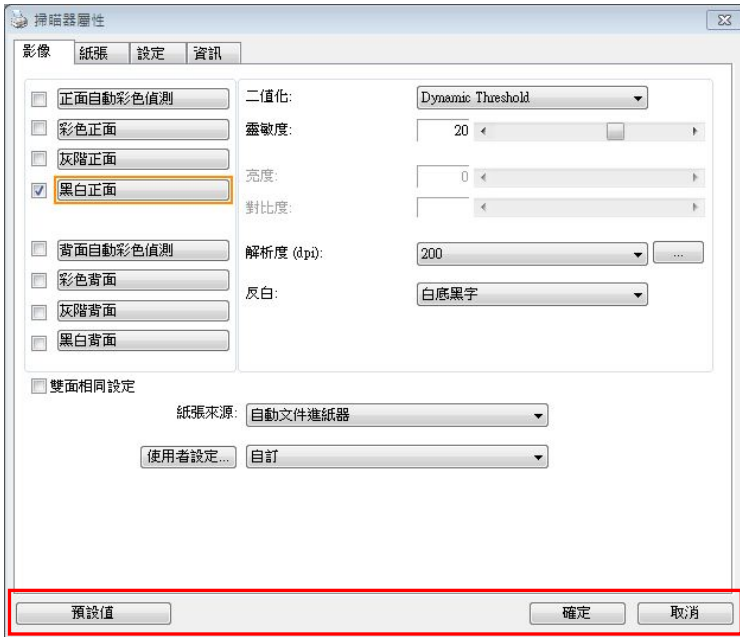 掃瞄器屬性
影像 紙張 設定 資訊
正面自動彩色偵測 二值化: Dynamic Threshold
彩色正面 靈敏度: 20
灰階正面
黑白正面 亮度: 0
對比度:
背面自動彩色偵測 解析度 (dpi): 200 ...
彩色背面 反白: 白底黑字
灰階背面
黑白背面
雙面相同設定
紙張來源: 自動文件進紙器
使用者設定... 自訂
預設值 確定 取消